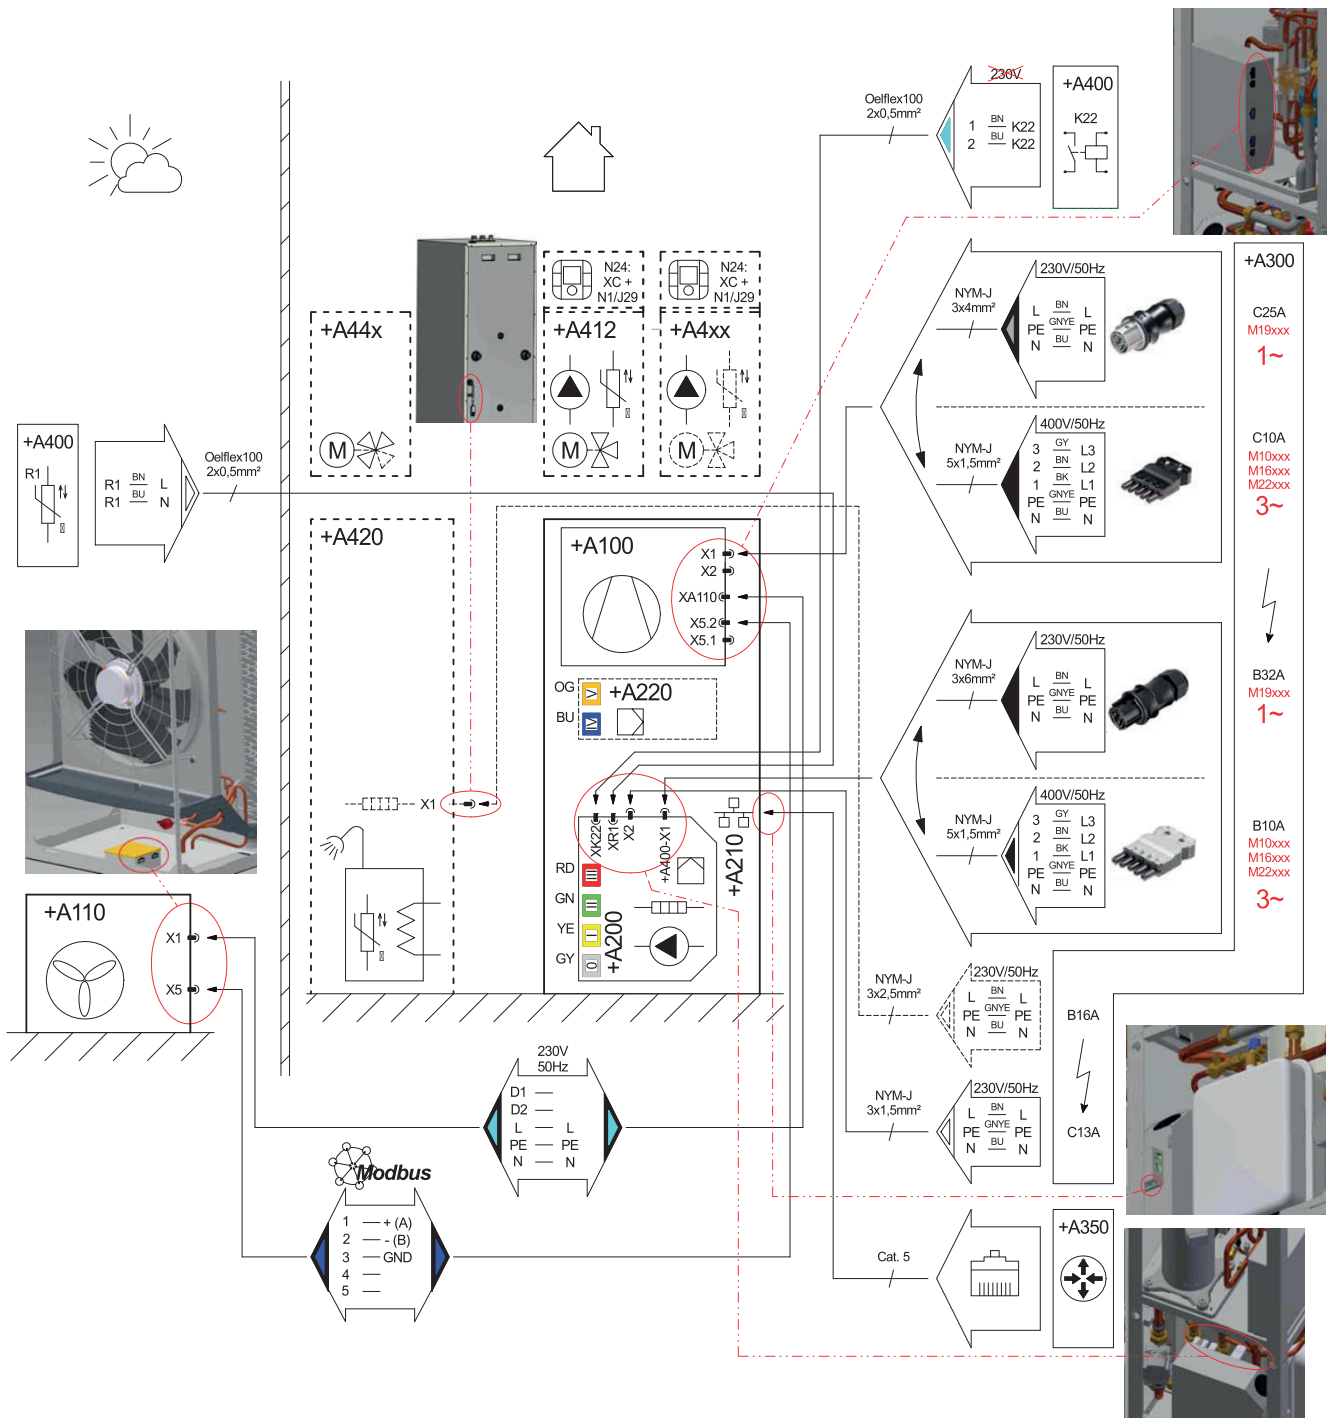 230V
+A400
Oelflex100
2x0,5mm²
1 BN K22
2 BU K22
K22
+A300
230V/50Hz
NYM-J
3x4mm²
L BN L
PE GNYE PE
N BU N
C25A
M19xxx
1~
400V/50Hz
NYM-J
5x1,5mm²
3 GY L3
2 BN L2
1 BK L1
PE GNYE PE
N BU N
C10A
M10xxx
M16xxx
M22xxx
3~
N24:
XC +
N1/J29
N24:
XC +
N1/J29
+A44x
+A412
+A4xx
M
M
M
+A400
R1
R1 BN L
R1 BU N
Oelflex100
2x0,5mm²
+A420
+A100
X1
X2
XA110
X5.2
X5.1
OG V
BU IV
+A220
X1
XK22
XR1
X2
+A400-X1
+A210
RD III
GN II
YE I
GY 0
+A200
230V/50Hz
NYM-J
3x6mm²
L BN L
PE GNYE PE
N BU N
B32A
M19xxx
1~
400V/50Hz
NYM-J
5x1,5mm²
3 GY L3
2 BN L2
1 BK L1
PE GNYE PE
N BU N
B10A
M10xxx
M16xxx
M22xxx
3~
+A110
X1
X5
230V/50Hz
NYM-J
3x2,5mm²
L BN L
PE GNYE PE
N BU N
B16A
230V/50Hz
NYM-J
3x1,5mm²
L BN L
PE GNYE PE
N BU N
C13A
230V
50Hz
D1
D2
L L
PE PE
N N
Modbus
1 + (A)
2 - (B)
3 GND
4
5
Cat. 5
+A350